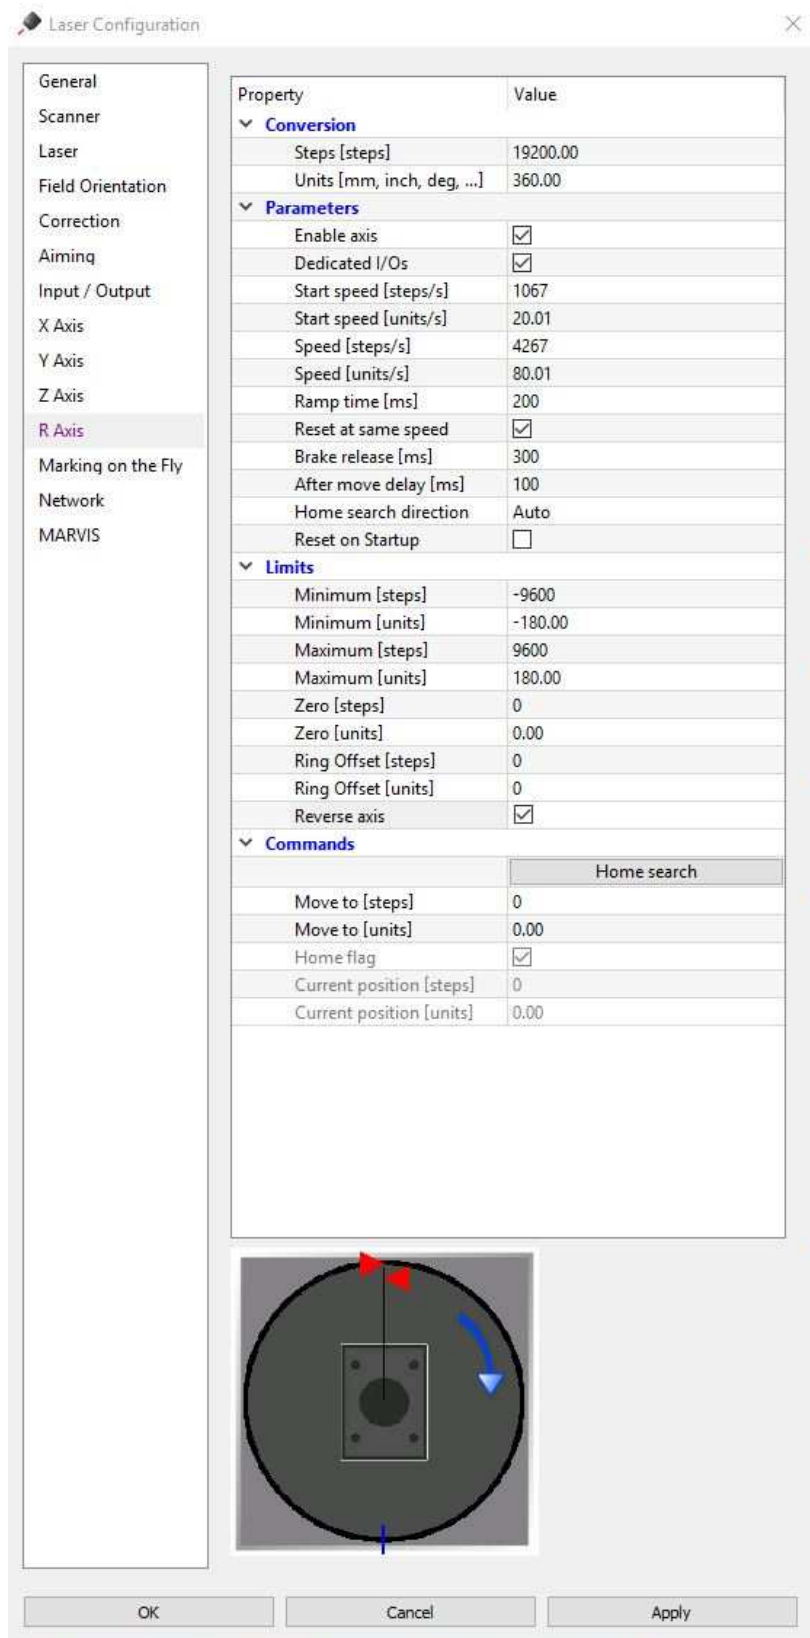 Laser Configuration
General
Scanner
Laser
Field Orientation
Correction
Aiming
Input / Output
X Axis
Y Axis
Z Axis
R Axis
Marking on the Fly
Network
MARVIS
Property Value
Conversion
Steps [steps] 19200.00
Units [mm, inch, deg, ...] 360.00
Parameters
Enable axis
Dedicated I/Os
Start speed [steps/s] 1067
Start speed [units/s] 20.01
Speed [steps/s] 4267
Speed [units/s] 80.01
Ramp time [ms] 200
Reset at same speed
Brake release [ms] 300
After move delay [ms] 100
Home search direction Auto
Reset on Startup
Limits
Minimum [steps] -9600
Minimum [units] -180.00
Maximum [steps] 9600
Maximum [units] 180.00
Zero [steps] 0
Zero [units] 0.00
Ring Offset [steps] 0
Ring Offset [units] 0
Reverse axis
Commands
Home search
Move to [steps] 0
Move to [units] 0.00
Home flag
Current position [steps] 0
Current position [units] 0.00
OK Cancel Apply